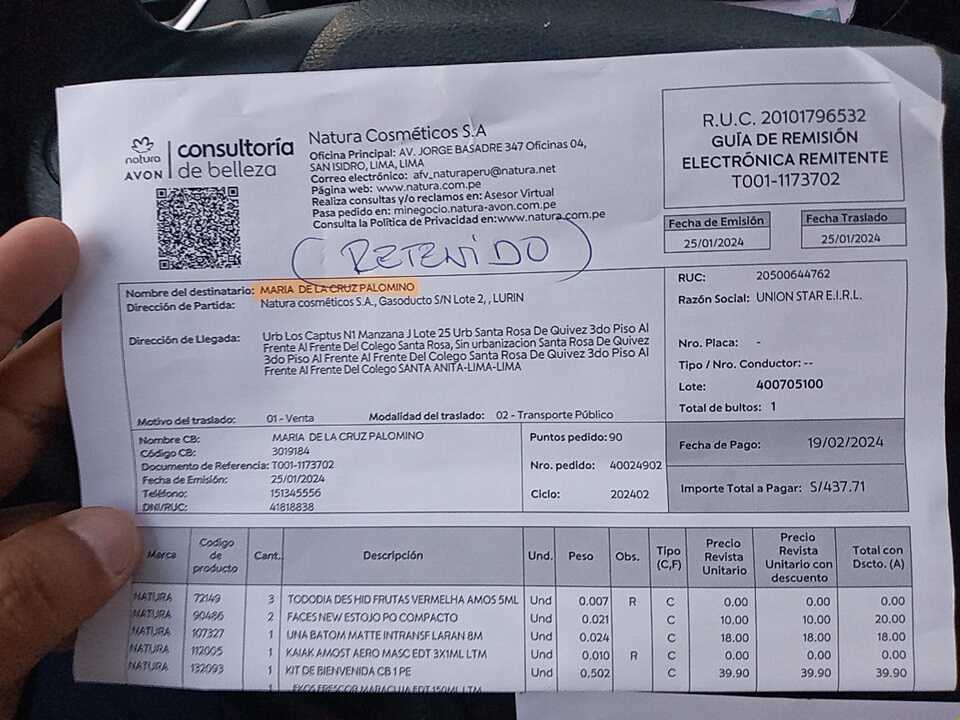 natura
AVON
consultoría
de belleza
Natura Cosméticos S.A
Oficina Principal: AV. JORGE BASADRE 347 Oficinas 04,
SAN ISIDRO, LIMA, LIMA
Correo electrónico: afv_naturaperu@natura.net
Página web: www.natura.com.pe
Realiza consultas y/o reclamos en: Asesor Virtual
Pasa pedido en: minegocio.natura-avon.com.pe
Consulta la Política de Privacidad en:www.natura.com.pe
R.U.C. 20101796532
GUÍA DE REMISIÓN
ELECTRÓNICA REMITENTE
T001-1173702
Fecha de Emisión Fecha Traslado
25/01/2024 25/01/2024
(RETENIDO)
Nombre del destinatario: MARIA DE LA CRUZ PALOMINO
Dirección de Partida: Natura cosméticos S.A., Gasoducto S/N Lote 2, , LURIN
Dirección de Llegada: Urb Los Captus N1 Manzana J Lote 25 Urb Santa Rosa De Quivez 3do Piso Al
Frente Al Frente Del Colego Santa Rosa, Sin urbanizacion Santa Rosa De Quivez
3do Piso Al Frente Al Frente Del Colego Santa Rosa De Quivez 3do Piso Al
Frente Al Frente Del Colego SANTA ANITA-LIMA-LIMA
Motivo del traslado: 01 - Venta Modalidad del traslado: 02 - Transporte Público
RUC: 20500644762
Razón Social: UNION STAR E.I.R.L.
Nro. Placa: -
Tipo / Nro. Conductor: --
Lote: 400705100
Total de bultos: 1
Nombre CB: MARIA DE LA CRUZ PALOMINO
Código CB: 3019184
Documento de Referencia: T001-1173702
Fecha de Emisión: 25/01/2024
Teléfono: 151345556
DNI/RUC: 41818838
Puntos pedido: 90
Nro. pedido: 40024902
Ciclo: 202402
Fecha de Pago: 19/02/2024
Importe Total a Pagar: S/437.71
Marca Codigo de producto Cant. Descripción Und. Peso Obs. Tipo (C,F) Precio Revista Unitario Precio Revista Unitario con descuento Total con Dscto. (A)
NATURA 72149 3 TODODIA DES HID FRUTAS VERMELHA AMOS 5ML Und 0.007 R C 0.00 0.00 0.00
NATURA 90486 2 FACES NEW ESTOJO PO COMPACTO Und 0.021 C 10.00 10.00 20.00
NATURA 107327 1 UNA BATOM MATTE INTRANSF LARAN 8M Und 0.024 C 18.00 18.00 18.00
NATURA 112005 1 KAIAK AMOST AERO MASC EDT 3X1ML LTM Und 0.010 R C 0.00 0.00 0.00
NATURA 132093 1 KIT DE BIENVENIDA CB 1 PE Und 0.502 C 39.90 39.90 39.90
1 EKOS FRESCOR MARACUJA EDT 150ML LTM